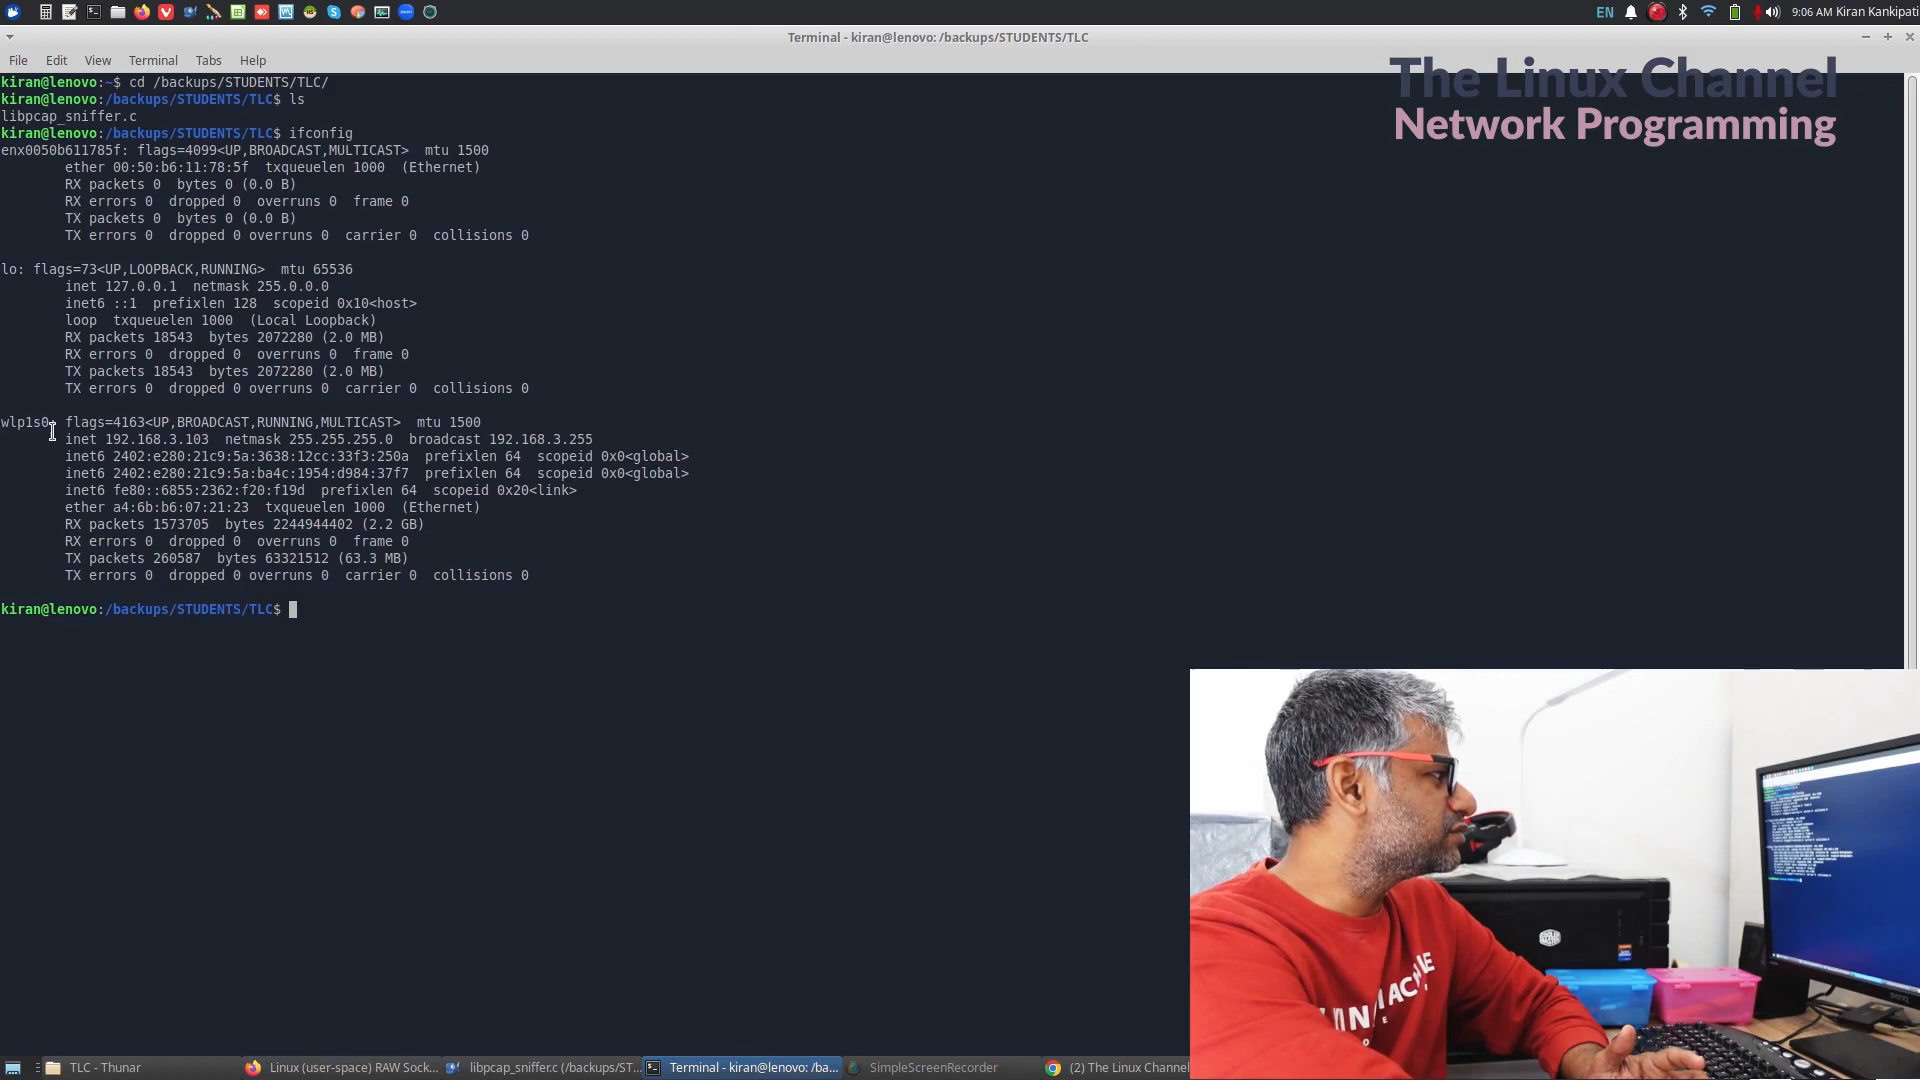 EN
9:06 AM Kiran Kankipati
Terminal - kiran@lenovo: /backups/STUDENTS/TLC
File Edit View Terminal Tabs Help
The Linux Channel
Network Programming
kiran@lenovo:~$ cd /backups/STUDENTS/TLC/
kiran@lenovo:/backups/STUDENTS/TLC$ ls
libpcap_sniffer.c
kiran@lenovo:/backups/STUDENTS/TLC$ ifconfig
enx0050b611785f: flags=4099<UP,BROADCAST,MULTICAST>  mtu 1500
        ether 00:50:b6:11:78:5f  txqueuelen 1000  (Ethernet)
        RX packets 0  bytes 0 (0.0 B)
        RX errors 0  dropped 0  overruns 0  frame 0
        TX packets 0  bytes 0 (0.0 B)
        TX errors 0  dropped 0 overruns 0  carrier 0  collisions 0
lo: flags=73<UP,LOOPBACK,RUNNING>  mtu 65536
        inet 127.0.0.1  netmask 255.0.0.0
        inet6 ::1  prefixlen 128  scopeid 0x10<host>
        loop  txqueuelen 1000  (Local Loopback)
        RX packets 18543  bytes 2072280 (2.0 MB)
        RX errors 0  dropped 0  overruns 0  frame 0
        TX packets 18543  bytes 2072280 (2.0 MB)
        TX errors 0  dropped 0 overruns 0  carrier 0  collisions 0
wlp1s0: flags=4163<UP,BROADCAST,RUNNING,MULTICAST>  mtu 1500
        inet 192.168.3.103  netmask 255.255.255.0  broadcast 192.168.3.255
        inet6 2402:e280:21c9:5a:3638:12cc:33f3:250a  prefixlen 64  scopeid 0x0<global>
        inet6 2402:e280:21c9:5a:ba4c:1954:d984:37f7  prefixlen 64  scopeid 0x0<global>
        inet6 fe80::6855:2362:f20:f19d  prefixlen 64  scopeid 0x20<link>
        ether a4:6b:b6:07:21:23  txqueuelen 1000  (Ethernet)
        RX packets 1573705  bytes 2244944402 (2.2 GB)
        RX errors 0  dropped 0  overruns 0  frame 0
        TX packets 260587  bytes 63321512 (63.3 MB)
        TX errors 0  dropped 0 overruns 0  carrier 0  collisions 0
kiran@lenovo:/backups/STUDENTS/TLC$
TLC - Thunar
Linux (user-space) RAW Sock...
libpcap_sniffer.c (/backups/ST...
Terminal - kiran@lenovo: /ba...
SimpleScreenRecorder
(2) The Linux Channel